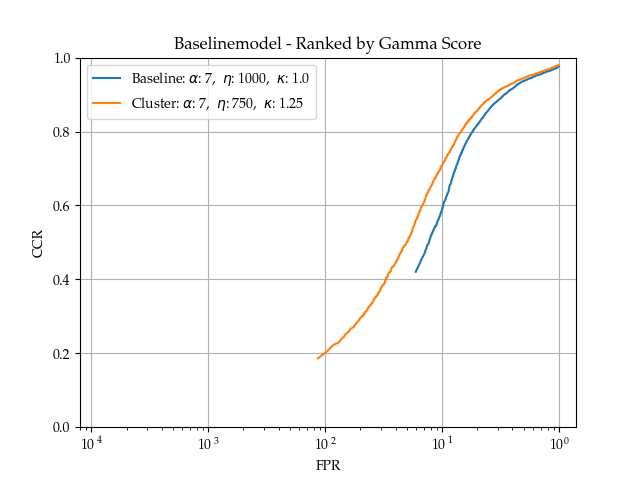 Baselinemodel - Ranked by Gamma Score
Baseline: α: 7, η: 1000, κ: 1.0
Cluster: α: 7, η: 750, κ: 1.25
CCR
1.0
0.8
0.6
0.4
0.2
0.0
10⁴ 10³ 10² 10¹ 10⁰
FPR